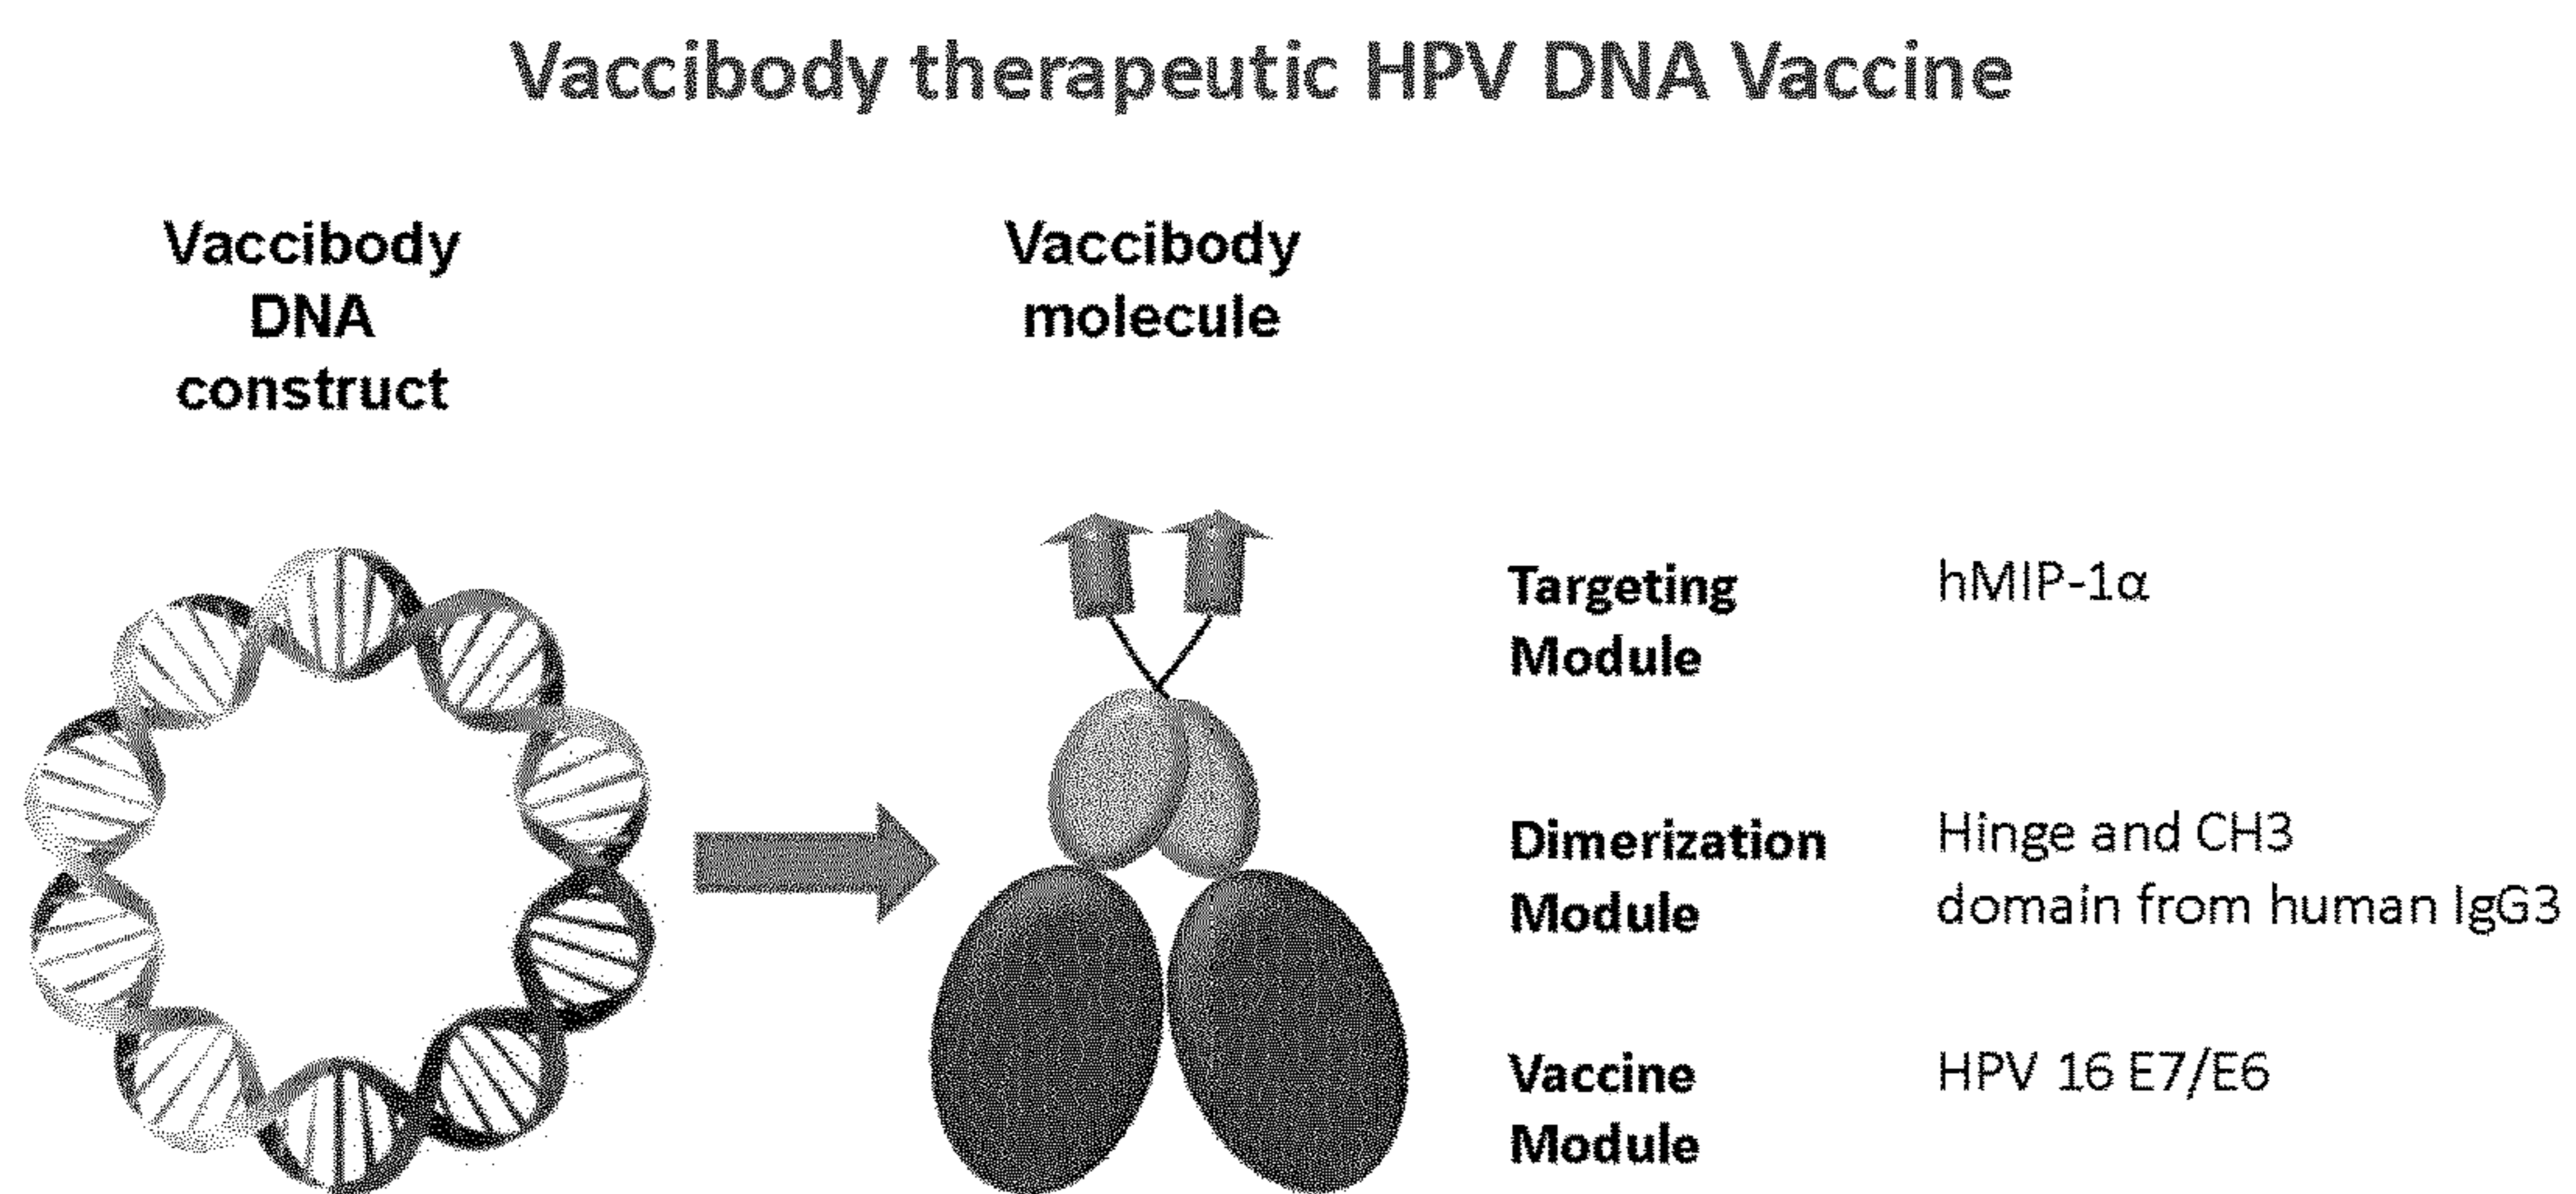 Vaccibody therapeutic HPV DNA Vaccine
Vaccibody
DNA
construct
Vaccibody
molecule
Targeting
Module
hMIP-1α
Dimerization
Module
Hinge and CH3
domain from human IgG3
Vaccine
Module
HPV 16 E7/E6